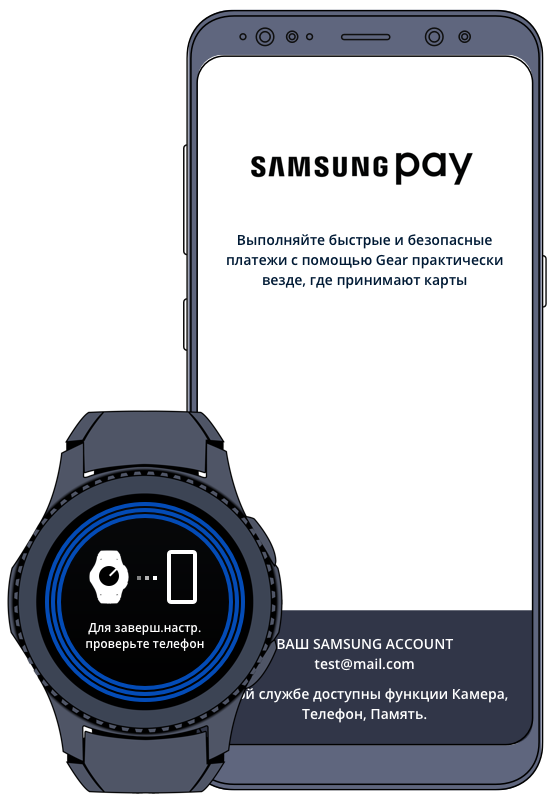 SAMSUNG pay
Выполняйте быстрые и безопасные
платежи с помощью Gear практически
везде, где принимают карты
Для заверш.настр.
проверьте телефон
ВАШ SAMSUNG ACCOUNT
test@mail.com
службе доступны функции Камера,
Телефон, Память.